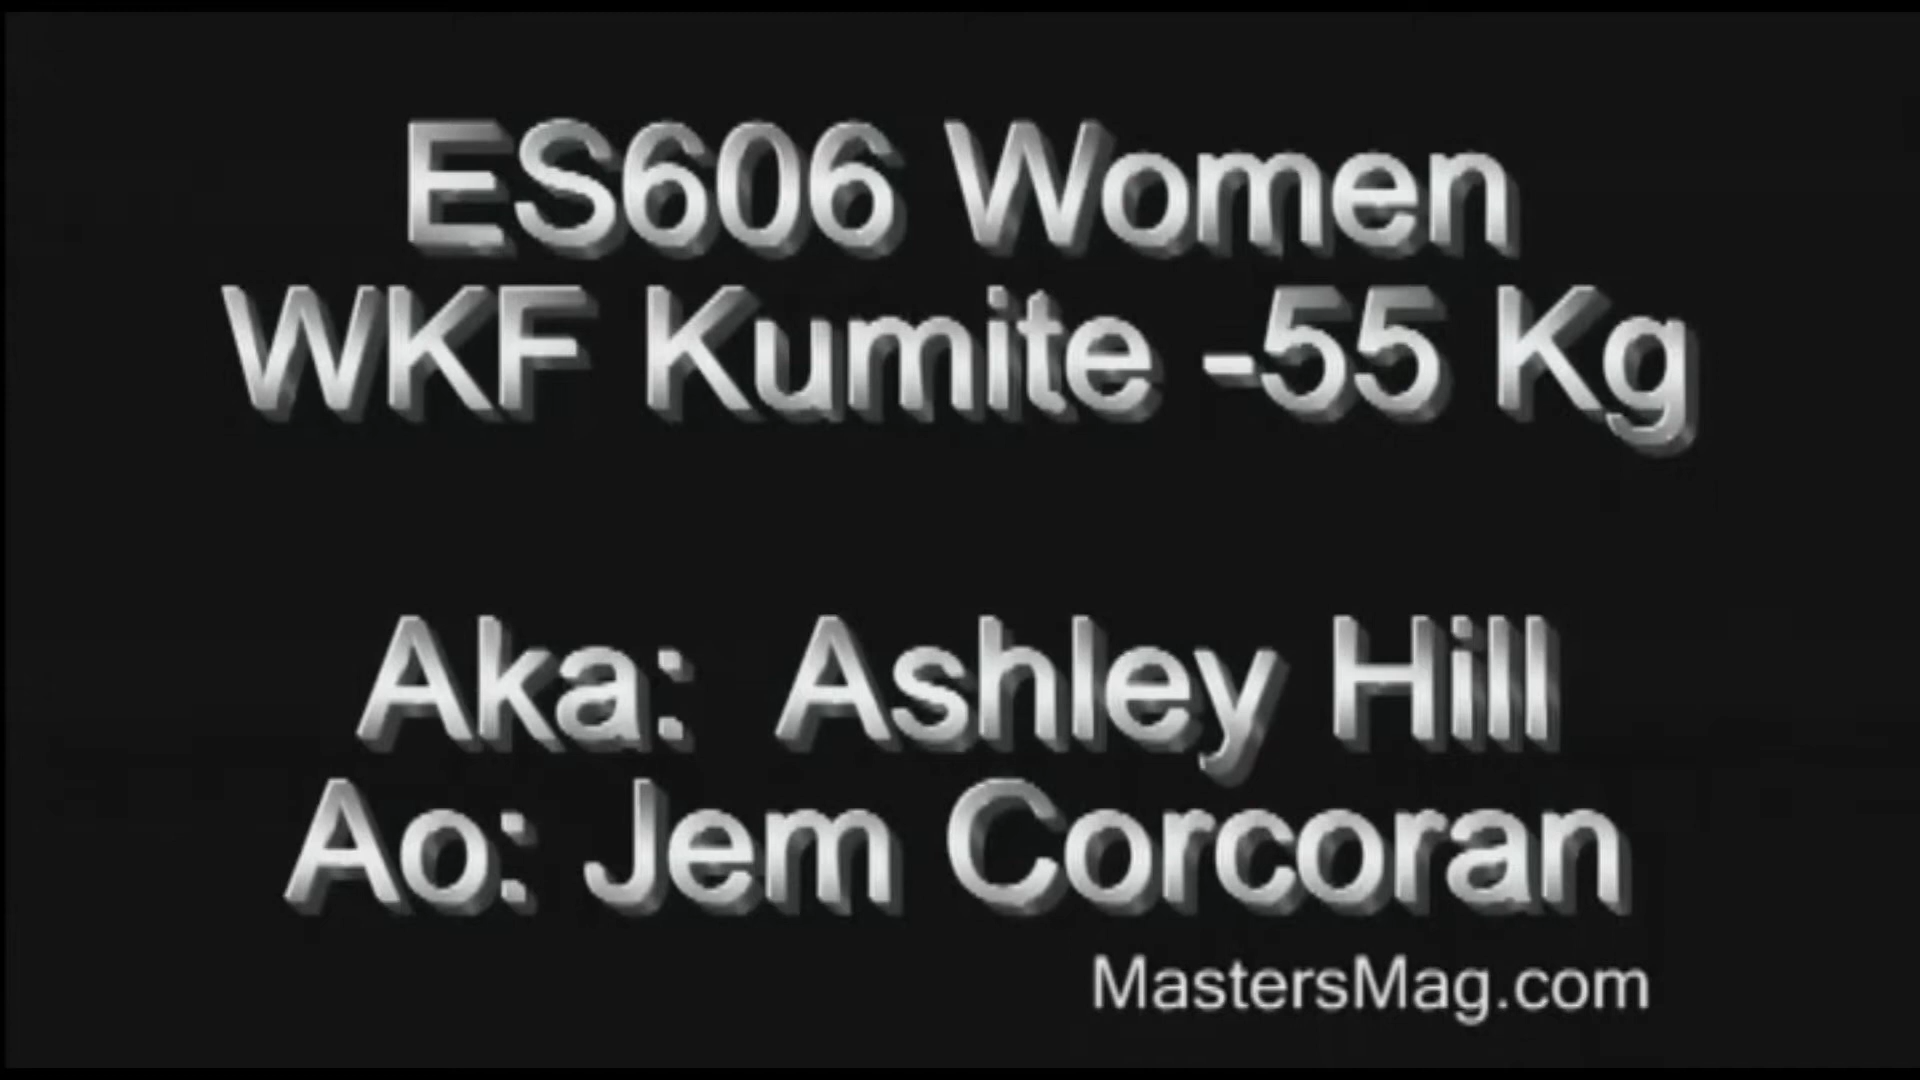 ES606 Women
WKF Kumite -55 Kg
Aka: Ashley Hill
Ao: Jem Corcoran
MastersMag.com